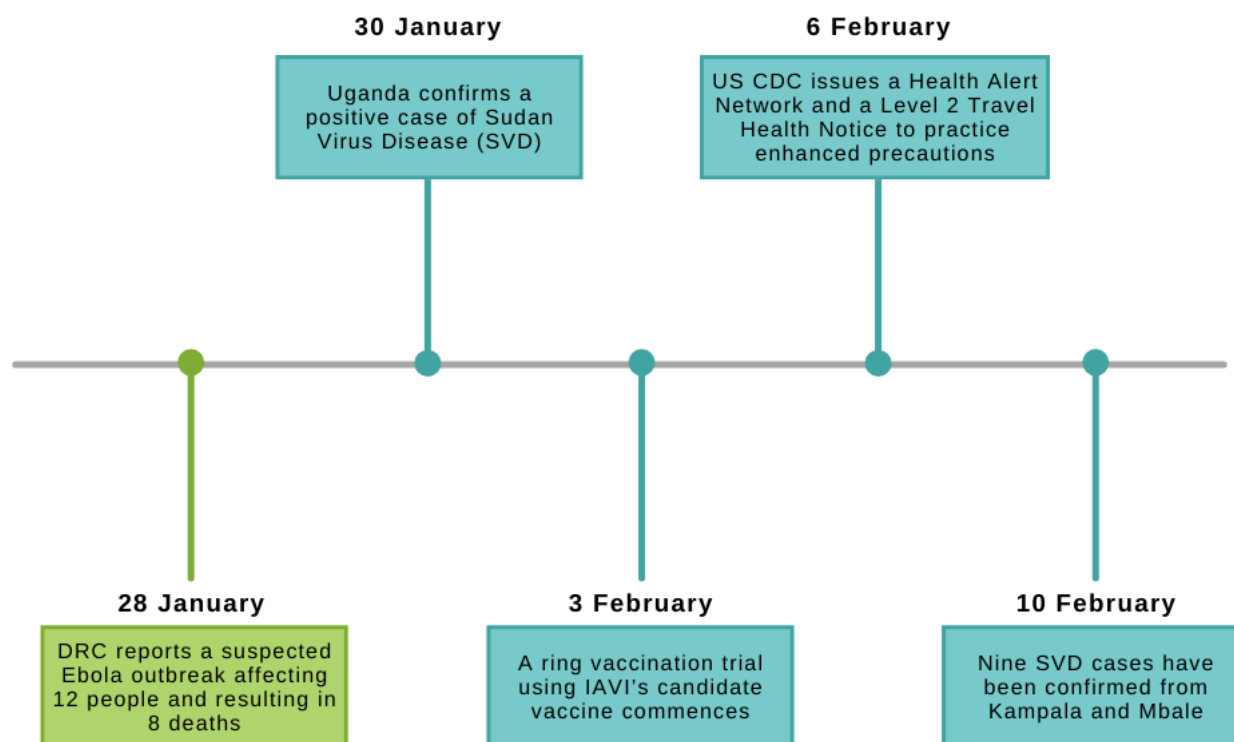 30 January
Uganda confirms a
positive case of Sudan
Virus Disease (SVD)
6 February
US CDC issues a Health Alert
Network and a Level 2 Travel
Health Notice to practice
enhanced precautions
28 January
DRC reports a suspected
Ebola outbreak affecting
12 people and resulting in
8 deaths
3 February
A ring vaccination trial
using IAVI’s candidate
vaccine commences
10 February
Nine SVD cases have
been confirmed from
Kampala and Mbale